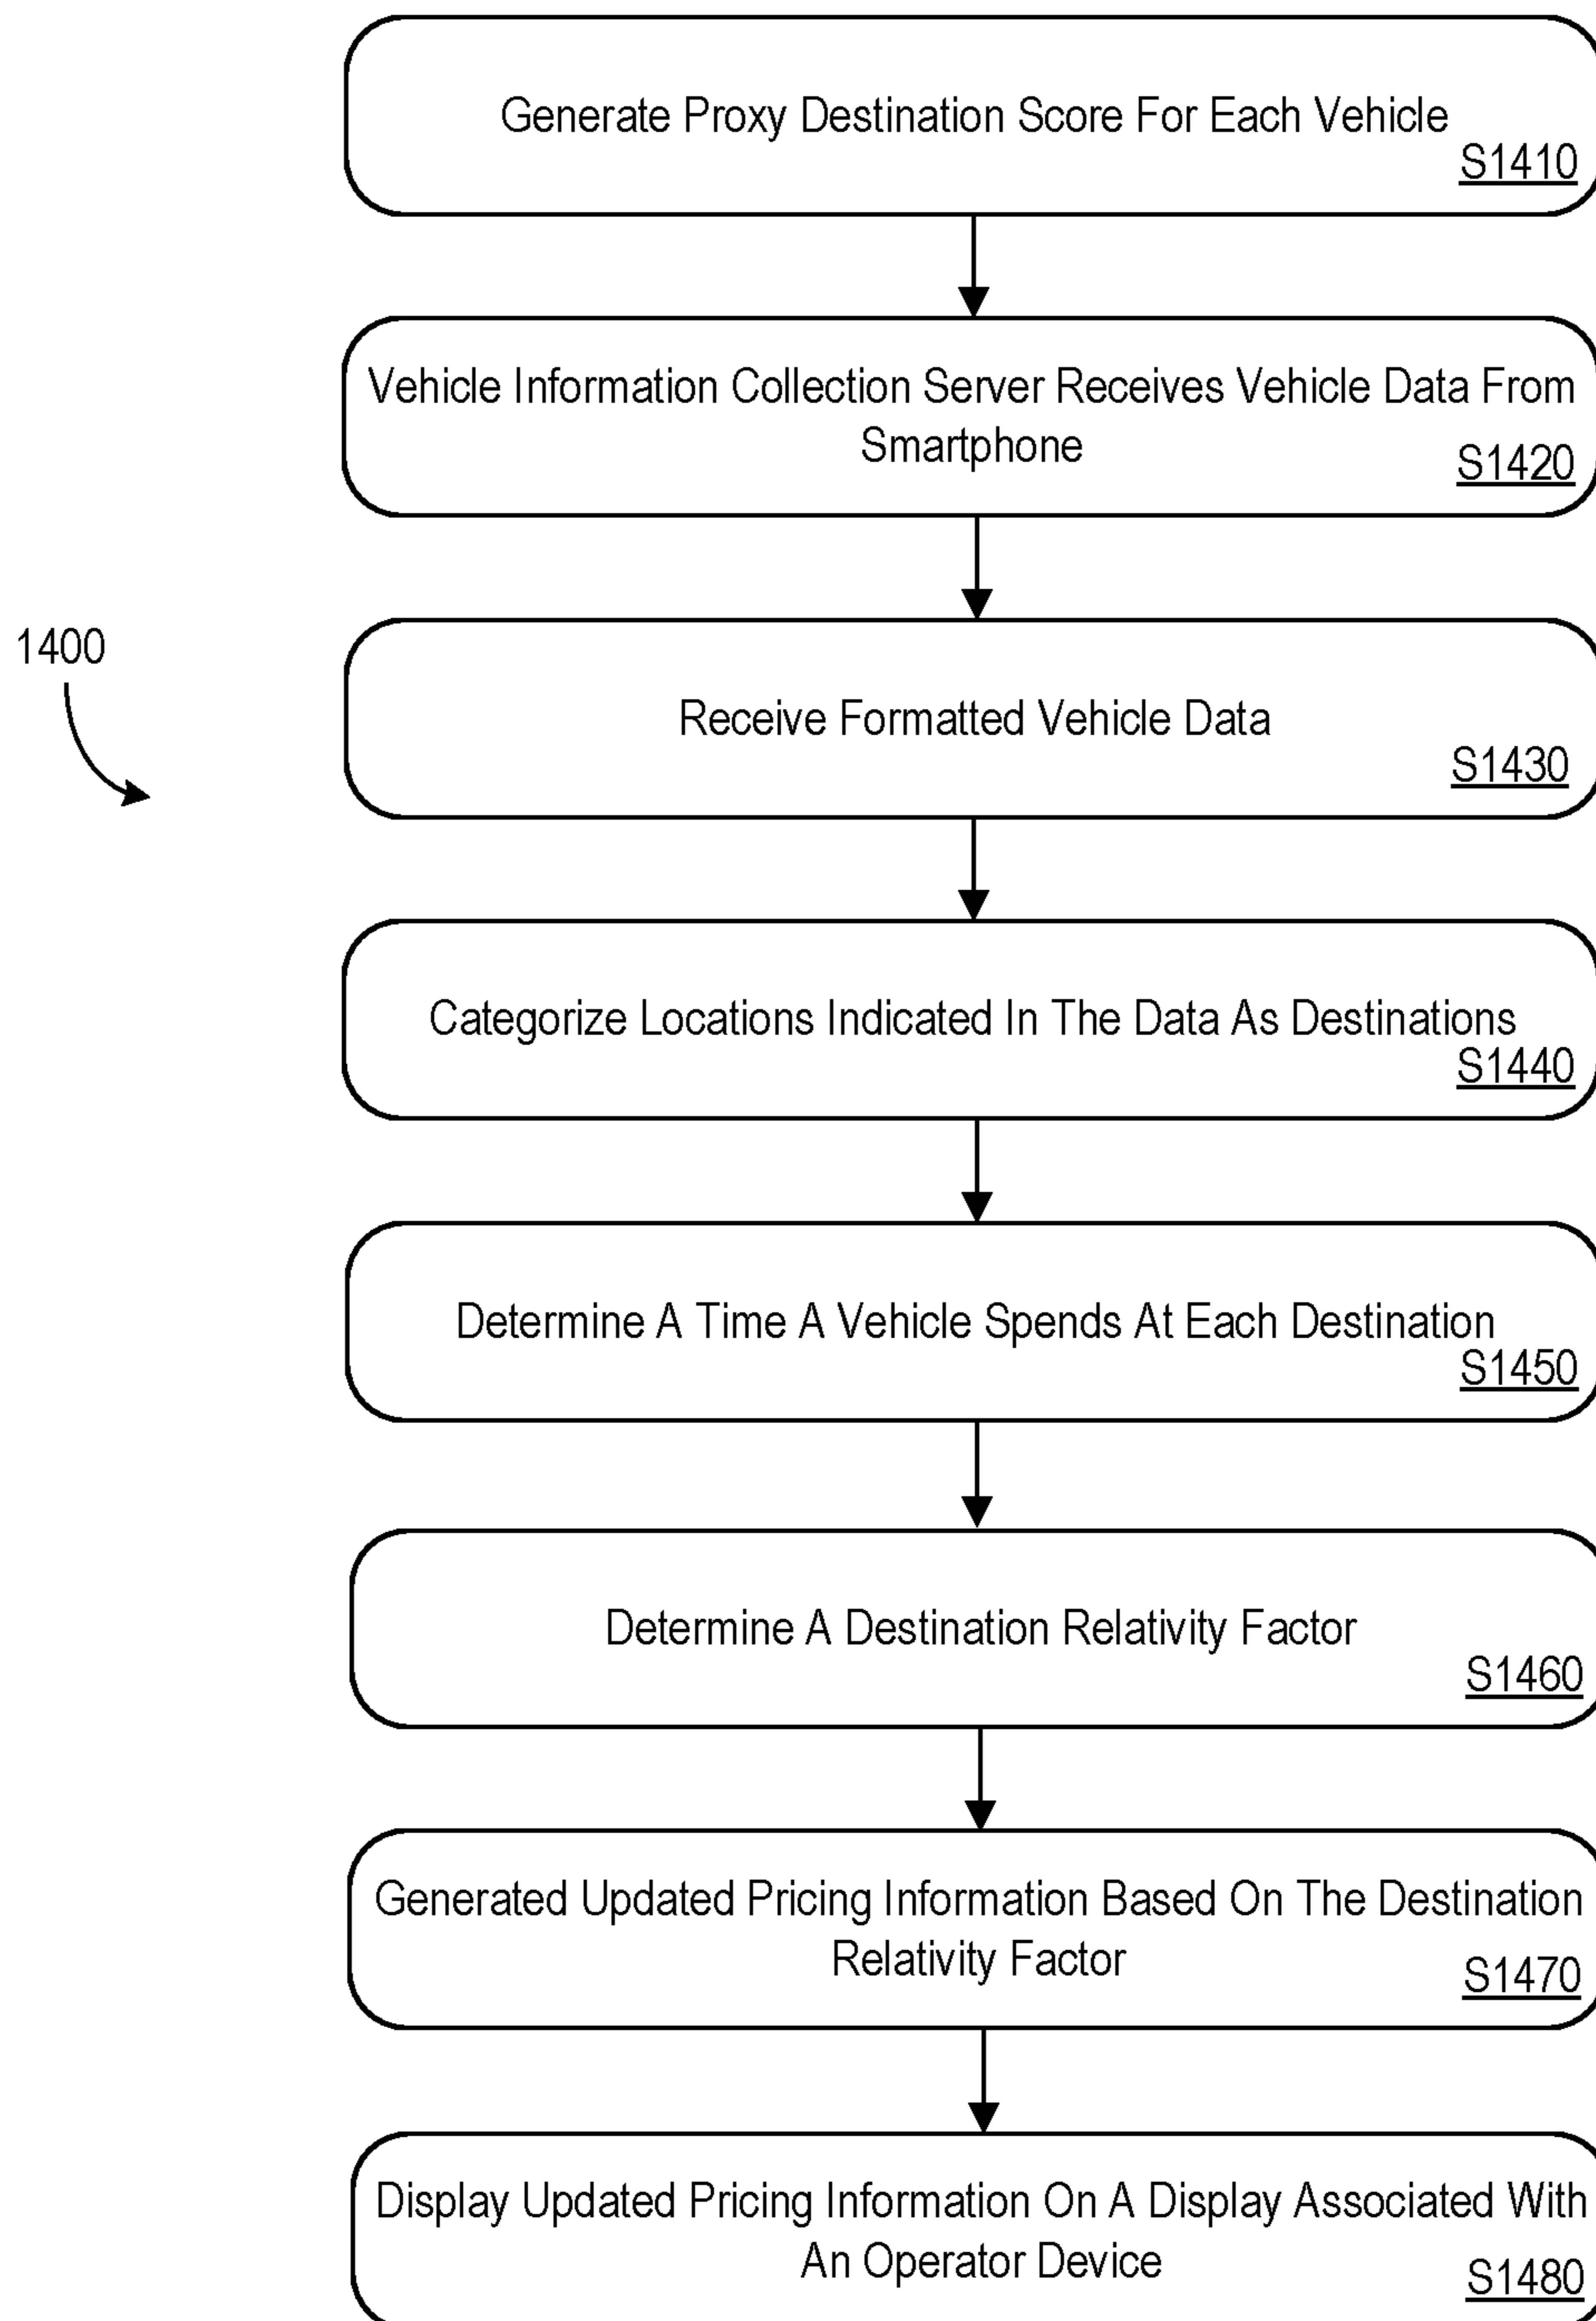 Generate Proxy Destination Score For Each Vehicle
S1410
Vehicle Information Collection Server Receives Vehicle Data From
Smartphone
S1420
1400
Receive Formatted Vehicle Data
S1430
Categorize Locations Indicated In The Data As Destinations
S1440
Determine A Time A Vehicle Spends At Each Destination
S1450
Determine A Destination Relativity Factor
S1460
Generated Updated Pricing Information Based On The Destination
Relativity Factor
S1470
Display Updated Pricing Information On A Display Associated With
An Operator Device
S1480